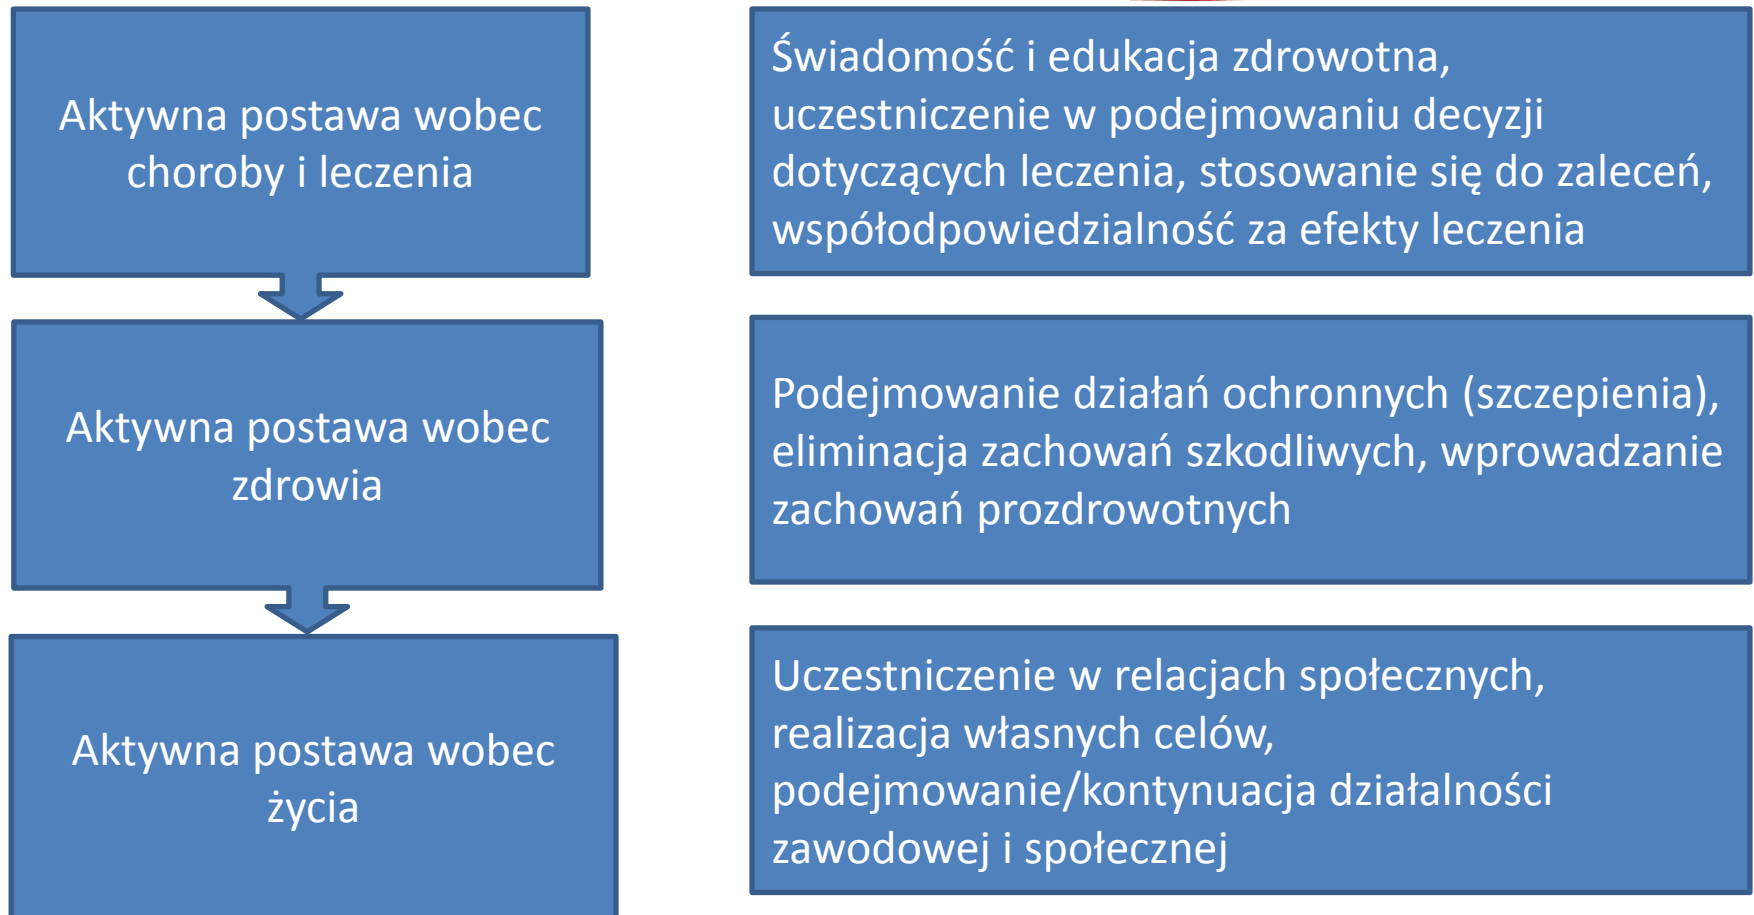 Aktywna postawa wobec
choroby i leczenia
Świadomość i edukacja zdrowotna,
uczestniczenie w podejmowaniu decyzji
dotyczących leczenia, stosowanie się do zaleceń,
współodpowiedzialność za efekty leczenia
Aktywna postawa wobec
zdrowia
Podejmowanie działań ochronnych (szczepienia),
eliminacja zachowań szkodliwych, wprowadzanie
zachowań prozdrowotnych
Aktywna postawa wobec
życia
Uczestniczenie w relacjach społecznych,
realizacja własnych celów,
podejmowanie/kontynuacja działalności
zawodowej i społecznej